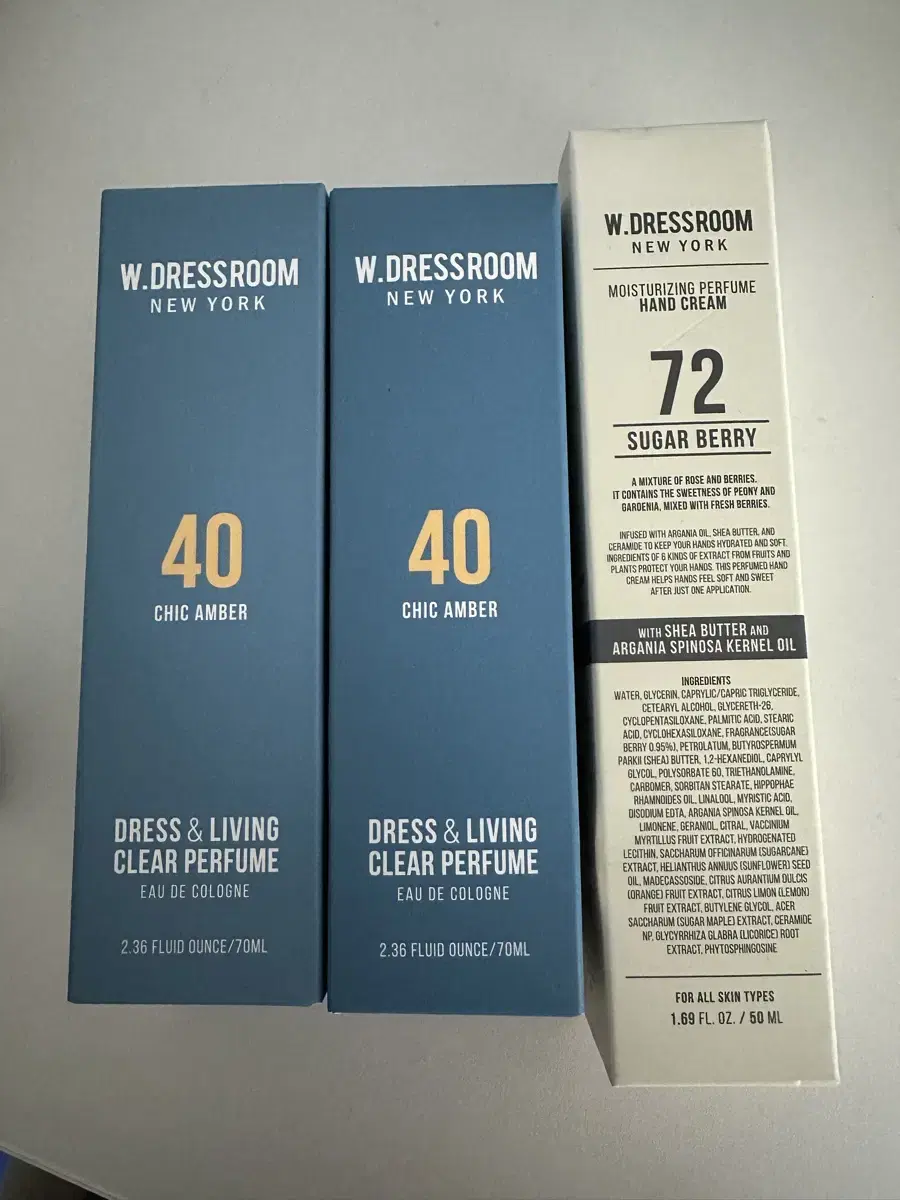 W.DRESSROOM
NEW YORK
40
CHIC AMBER
DRESS & LIVING
CLEAR PERFUME
EAU DE COLOGNE
2.36 FLUID OUNCE/70ML
W.DRESSROOM
NEW YORK
40
CHIC AMBER
DRESS & LIVING
CLEAR PERFUME
EAU DE COLOGNE
2.36 FLUID OUNCE/70ML
W.DRESSROOM
NEW YORK
MOISTURIZING PERFUME
HAND CREAM
72
SUGAR BERRY
A MIXTURE OF ROSE AND BERRIES.
IT CONTAINS THE SWEETNESS OF PEONY AND
GARDENIA, MIXED WITH FRESH BERRIES.
INFUSED WITH ARGANIA OIL, SHEA BUTTER, AND
CERAMIDE TO KEEP YOUR HANDS HYDRATED AND SOFT.
INGREDIENTS OF 6 KINDS OF EXTRACT FROM FRUITS AND
PLANTS PROTECT YOUR HANDS. THIS PERFUMED HAND
CREAM HELPS HANDS FEEL SOFT AND SWEET
AFTER JUST ONE APPLICATION.
WITH SHEA BUTTER AND
ARGANIA SPINOSA KERNEL OIL
INGREDIENTS
WATER, GLYCERIN, CAPRYLIC/CAPRIC TRIGLYCERIDE,
CETEARYL ALCOHOL, GLYCERETH-26,
CYCLOPENTASILOXANE, PALMITIC ACID, STEARIC
ACID, CYCLOHEXASILOXANE, FRAGRANCE(SUGAR
BERRY 0.95%), PETROLATUM, BUTYROSPERMUM
PARKII (SHEA) BUTTER, 1,2-HEXANEDIOL, CAPRYLYL
GLYCOL, POLYSORBATE 60, TRIETHANOLAMINE,
CARBOMER, SORBITAN STEARATE, HIPPOPHAE
RHAMNOIDES OIL, LINALOOL, MYRISTIC ACID,
DISODIUM EDTA, ARGANIA SPINOSA KERNEL OIL,
LIMONENE, GERANIOL, CITRAL, VACCINIUM
MYRTILLUS FRUIT EXTRACT, HYDROGENATED
LECITHIN, SACCHARUM OFFICINARUM (SUGARCANE)
EXTRACT, HELIANTHUS ANNUUS (SUNFLOWER) SEED
OIL, MADECASSOSIDE, CITRUS AURANTIUM DULCIS
(ORANGE) FRUIT EXTRACT, CITRUS LIMON (LEMON)
FRUIT EXTRACT, BUTYLENE GLYCOL, ACER
SACCHARUM (SUGAR MAPLE) EXTRACT, CERAMIDE
NP, GLYCYRRHIZA GLABRA (LICORICE) ROOT
EXTRACT, PHYTOSPHINGOSINE
FOR ALL SKIN TYPES
1.69 FL. OZ. / 50 ML